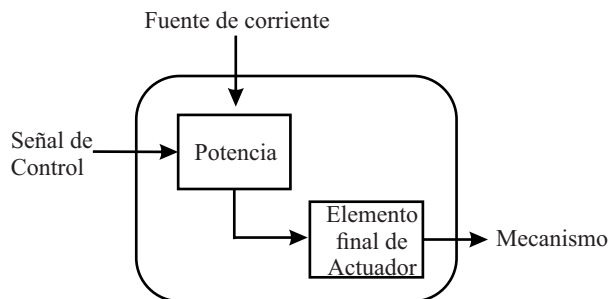 Fuente de corriente
Señal de
Control
Potencia
Elemento
final de
Actuador
Mecanismo